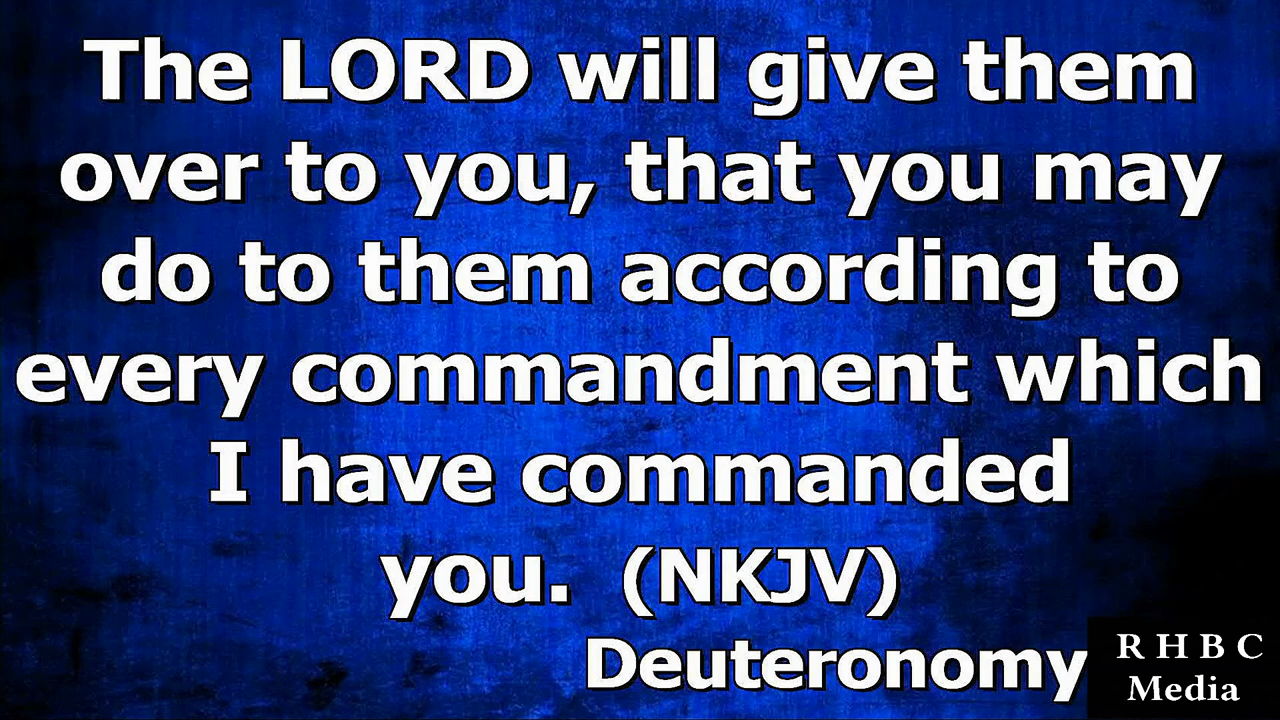 The LORD will give them
over to you, that you may
do to them according to
every commandment which
I have commanded
you.  (NKJV)
Deuteronomy
R H B C
Media